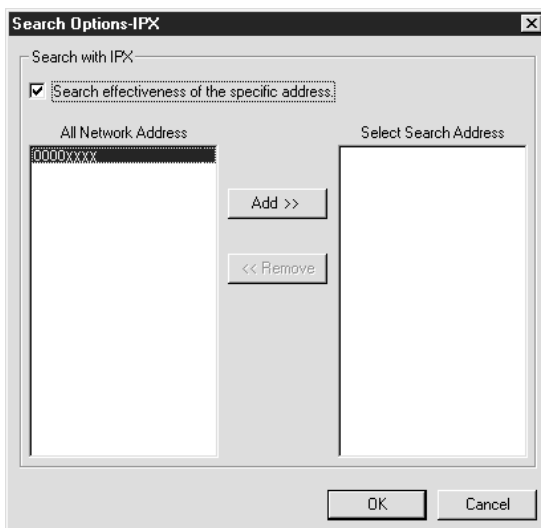 Search Options-IPX
Search with IPX
Search effectiveness of the specific address.
All Network Address
Select Search Address
0000xxxx
Add >>
<< Remove
OK
Cancel